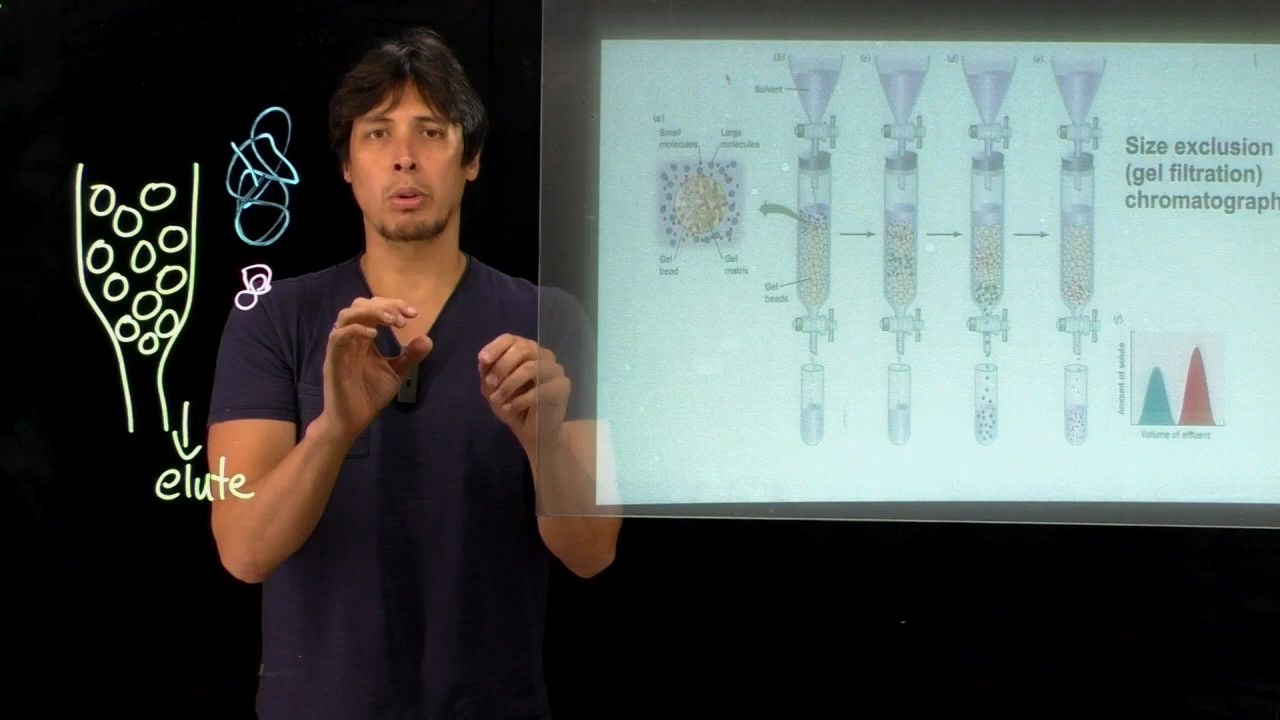 elute
(a)
Small
molecules
Large
molecules
Gel
bead
Gel
matrix
(b)
Solvent
Gel
beads
(c)
(d)
(e)
Size exclusion
(gel filtration)
chromatograph
(f)
Amount of solute
Volume of effluent